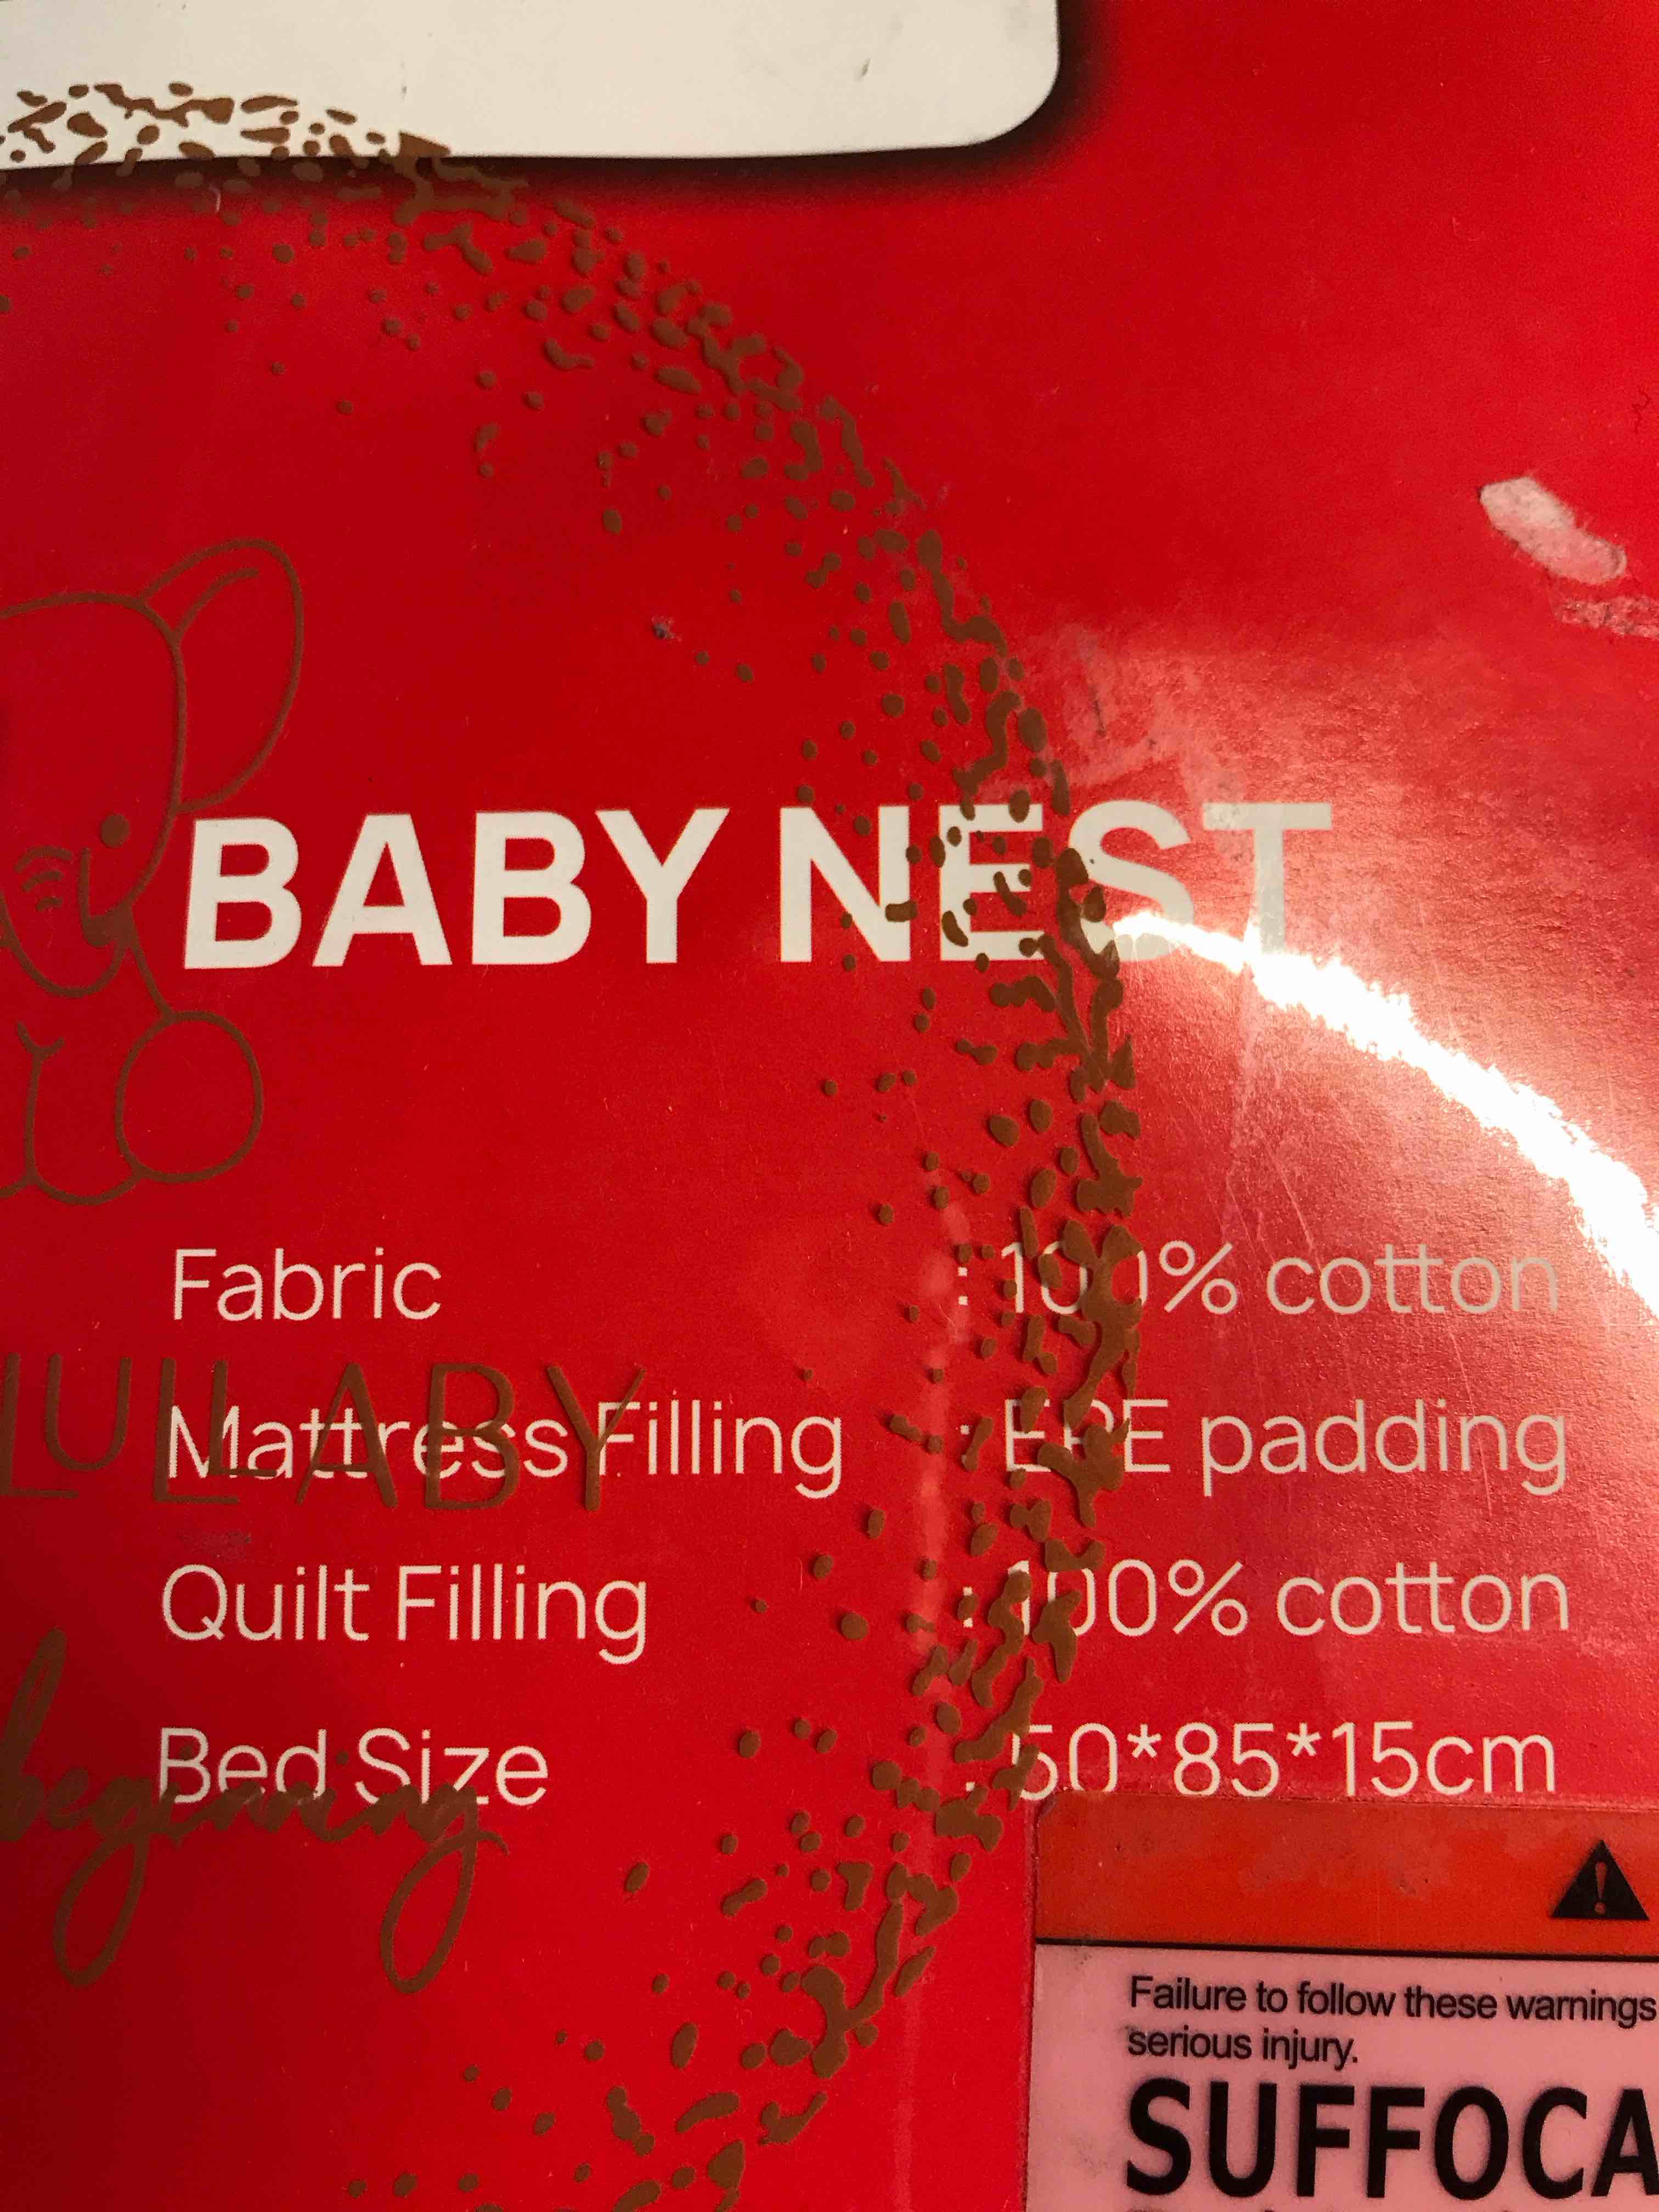 BABY NEST
Fabric : 100% cotton
LULLABY
Mattress Filling : EPE padding
Quilt Filling : 100% cotton
beginning
Bed Size : 50*85*15cm
Failure to follow these warnings
serious injury.
SUFFOCA